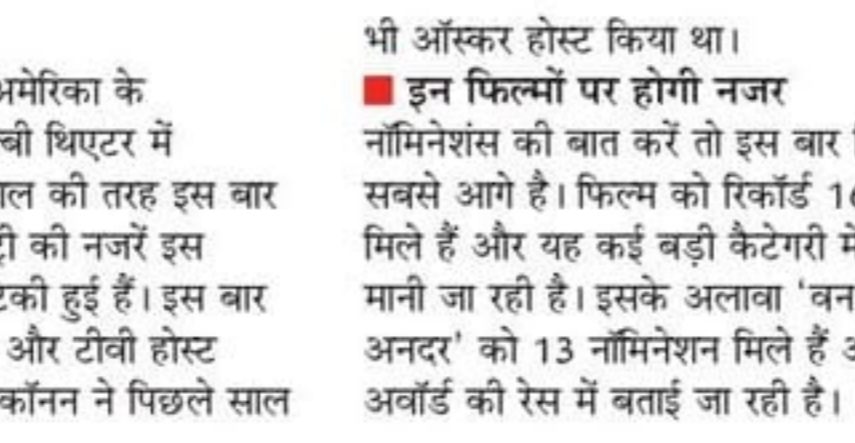 अमेरिका के
बी थिएटर में
की तरह इस बार
की नजरें इस
हुई हैं। इस बार
और टीवी होस्ट
कॉनन ने पिछले साल
भी ऑस्कर होस्ट किया था।
इन फिल्मों पर होगी नजर
नॉमिनेशंस की बात करें तो इस बार
सबसे आगे है। फिल्म को रिकॉर्ड
मिले हैं और यह कई बड़ी कैटेगरी
मानी जा रही है। इसके अलावा 'वन
अनदर' को 13 नॉमिनेशन मिले हैं
अवॉर्ड की रेस में बताई जा रही है।